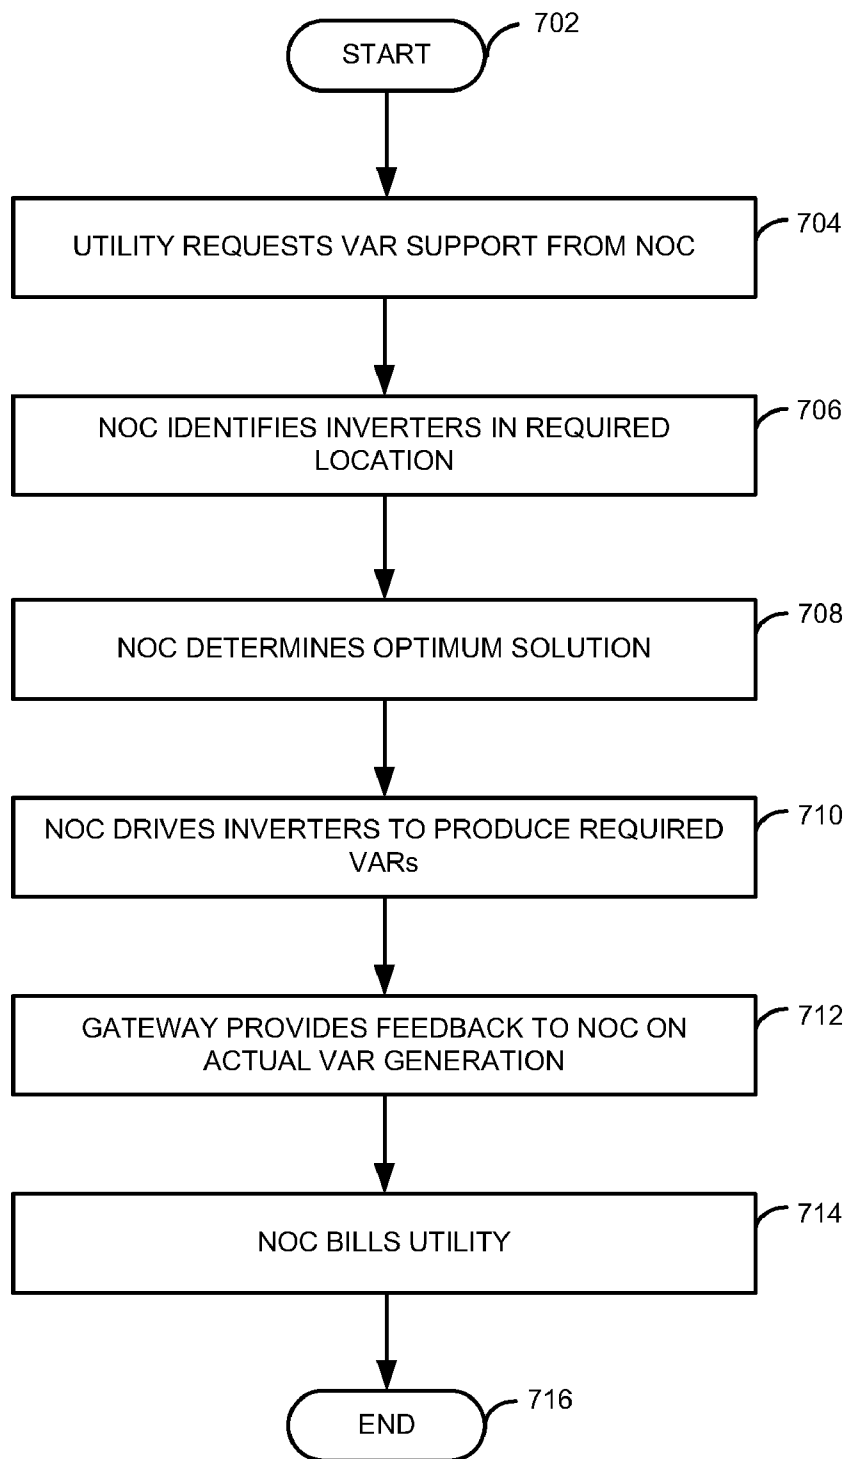 702
START
704
UTILITY REQUESTS VAR SUPPORT FROM NOC
706
NOC IDENTIFIES INVERTERS IN REQUIRED
LOCATION
708
NOC DETERMINES OPTIMUM SOLUTION
710
NOC DRIVES INVERTERS TO PRODUCE REQUIRED
VARs
712
GATEWAY PROVIDES FEEDBACK TO NOC ON
ACTUAL VAR GENERATION
714
NOC BILLS UTILITY
716
END